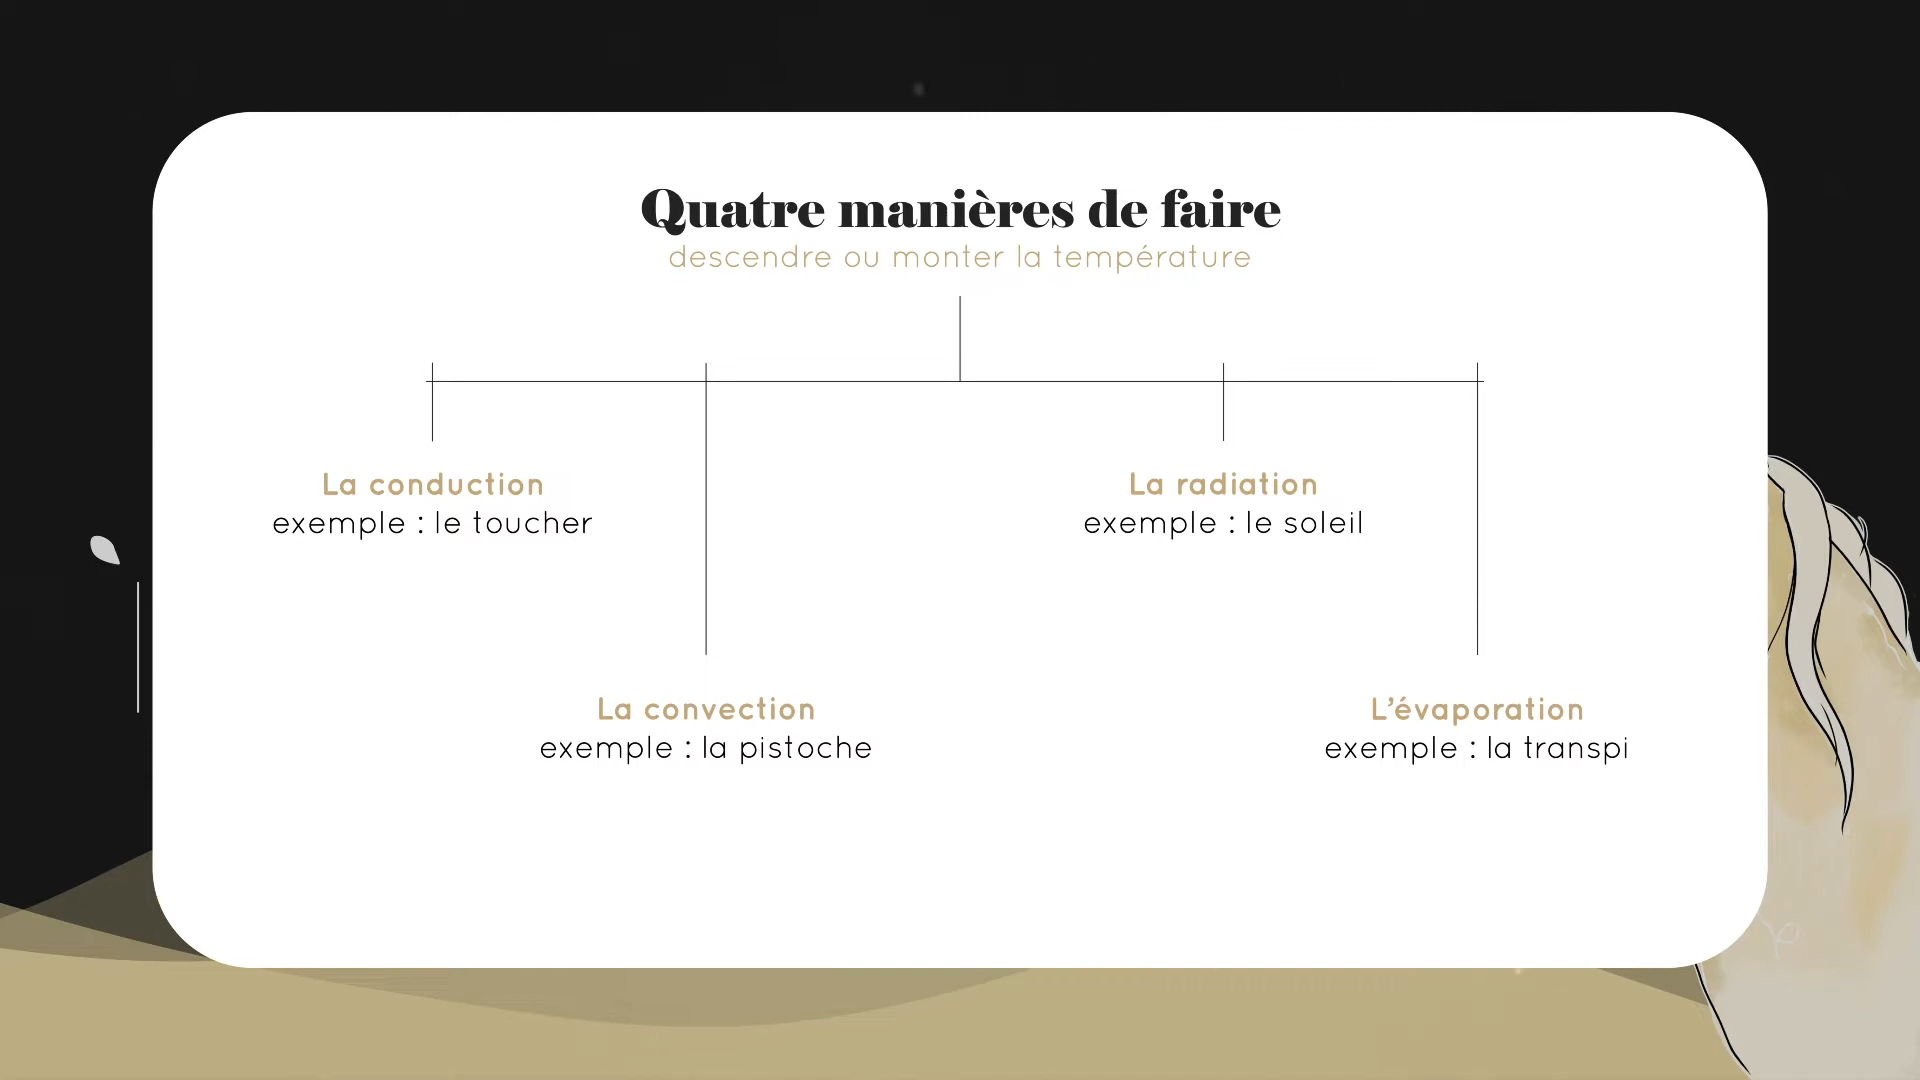 Quatre manières de faire
descendre ou monter la température
La conduction
exemple : le toucher
La radiation
exemple : le soleil
La convection
exemple : la pistoche
L’évaporation
exemple : la transpi